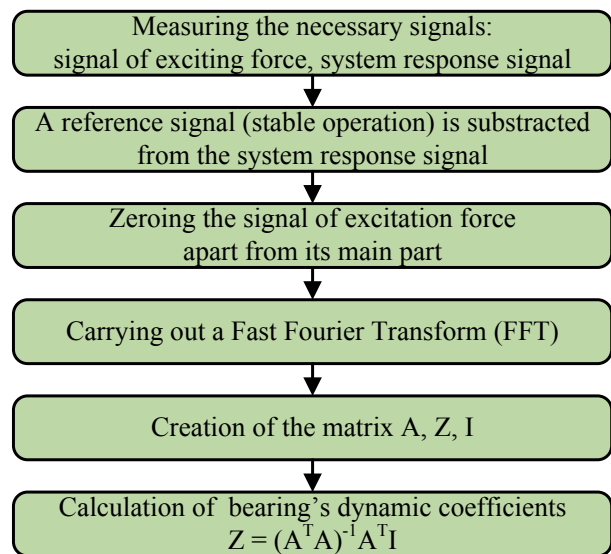 Measuring the necessary signals:
signal of exciting force, system response signal
A reference signal (stable operation) is substracted
from the system response signal
Zeroing the signal of excitation force
apart from its main part
Carrying out a Fast Fourier Transform (FFT)
Creation of the matrix A, Z, I
Calculation of bearing's dynamic coefficients
Z = (AᵀA)⁻¹AᵀI